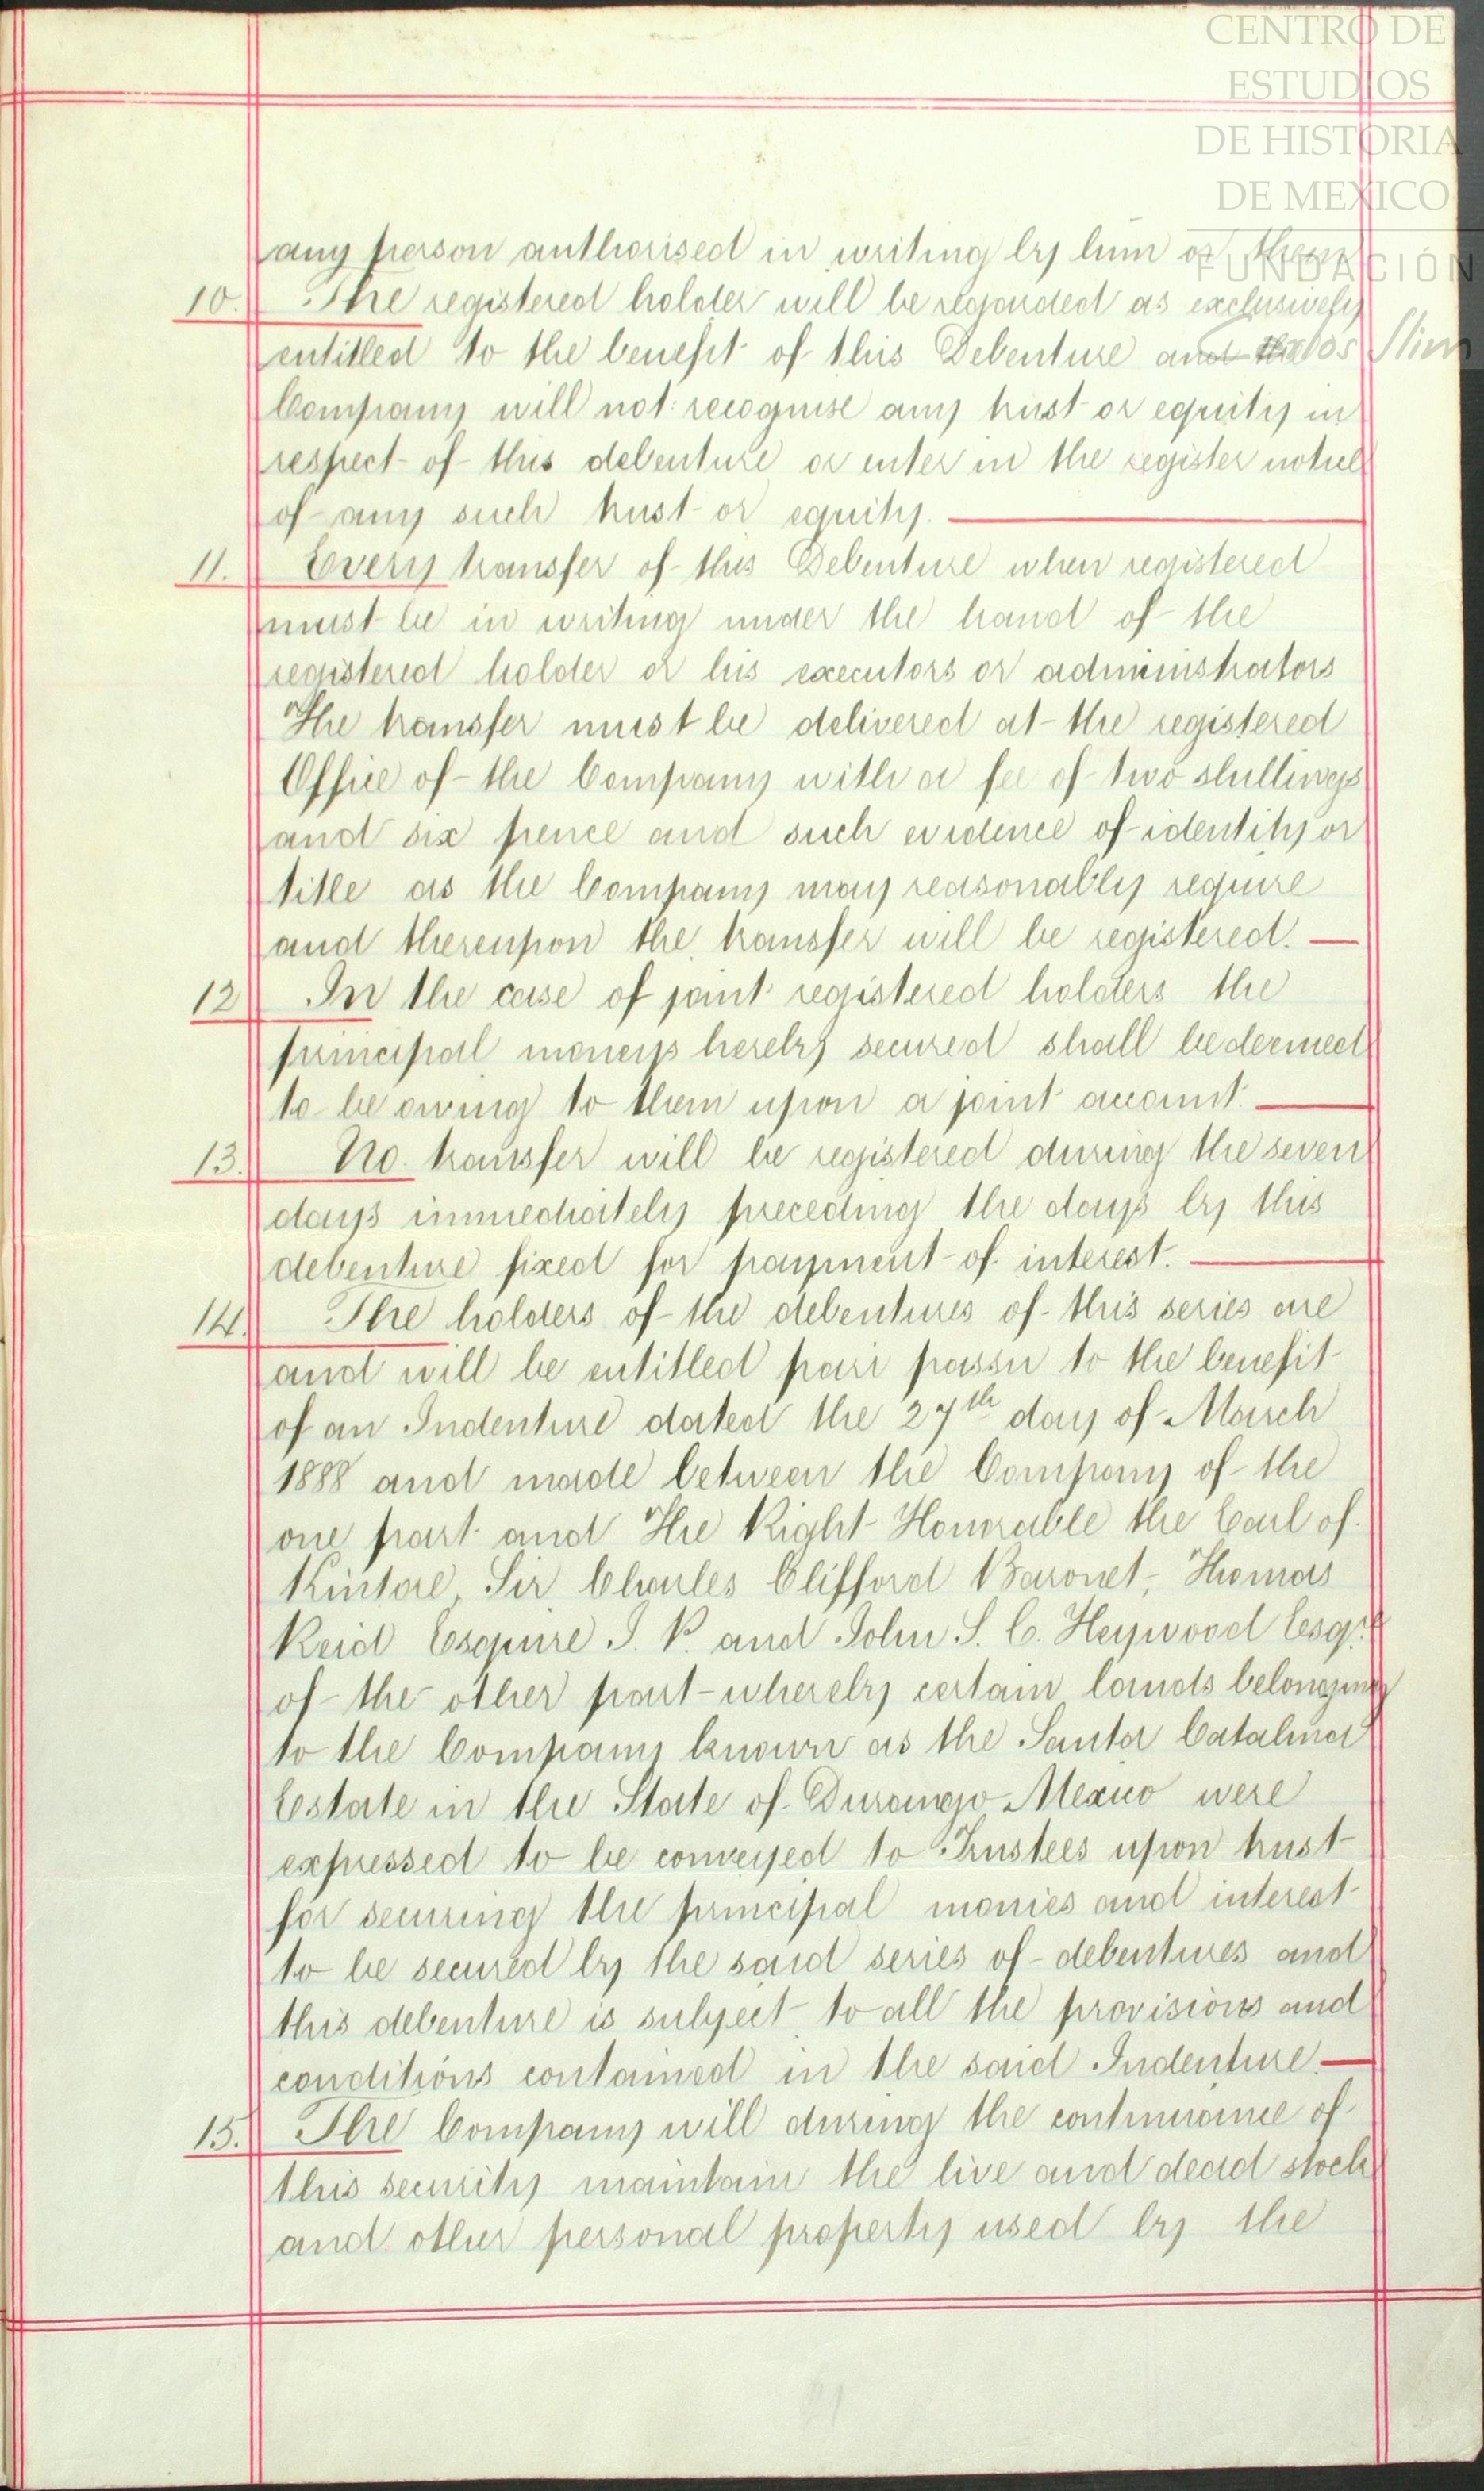 CENTRO DE
ESTUDIOS
DE HISTORIA
DE MEXICO
FUNDACIÓN
Carlos Slim
any person authorised in writing by him or them
10. The registered holder will be regarded as exclusively
entitled to the benefit of this Debenture and the
Company will not recognise any trust or equity in
respect of this debenture or enter in the register notice
of any such trust or equity.
11. Every transfer of this Debenture when registered
must be in writing under the hand of the
registered holder or his executors or administrators
The transfer must be delivered at the registered
Office of the Company with a fee of two shillings
and six pence and such evidence of identity or
title as the Company may reasonably require
and thereupon the transfer will be registered.
12 In the case of joint registered holders the
principal moneys hereby secured shall be deemed
to be owing to them upon a joint account.
13. No. transfer will be registered during the seven
days immediately preceding the days by this
debenture fixed for payment of interest.
14. The holders of the debentures of this series are
and will be entitled pari passu to the benefit
of an Indenture dated the 27th day of March
1888 and made between the Company of the
one part and The Right Honorable the Earl of
Kintore, Sir Charles Clifford Baronet, Thomas
Reid Esquire J. P. and John S. C. Heywood Esqre
of the other part whereby certain lands belonging
to the Company known as the Santa Catalina
Estate in the State of Durango Mexico were
expressed to be conveyed to Trustees upon trust
for securing the principal monies and interest
to be secured by the said series of debentures and
this debenture is subject to all the provisions and
conditions contained in the said Indenture.
15. The Company will during the continuance of
this security maintain the live and dead stock
and other personal property used by the